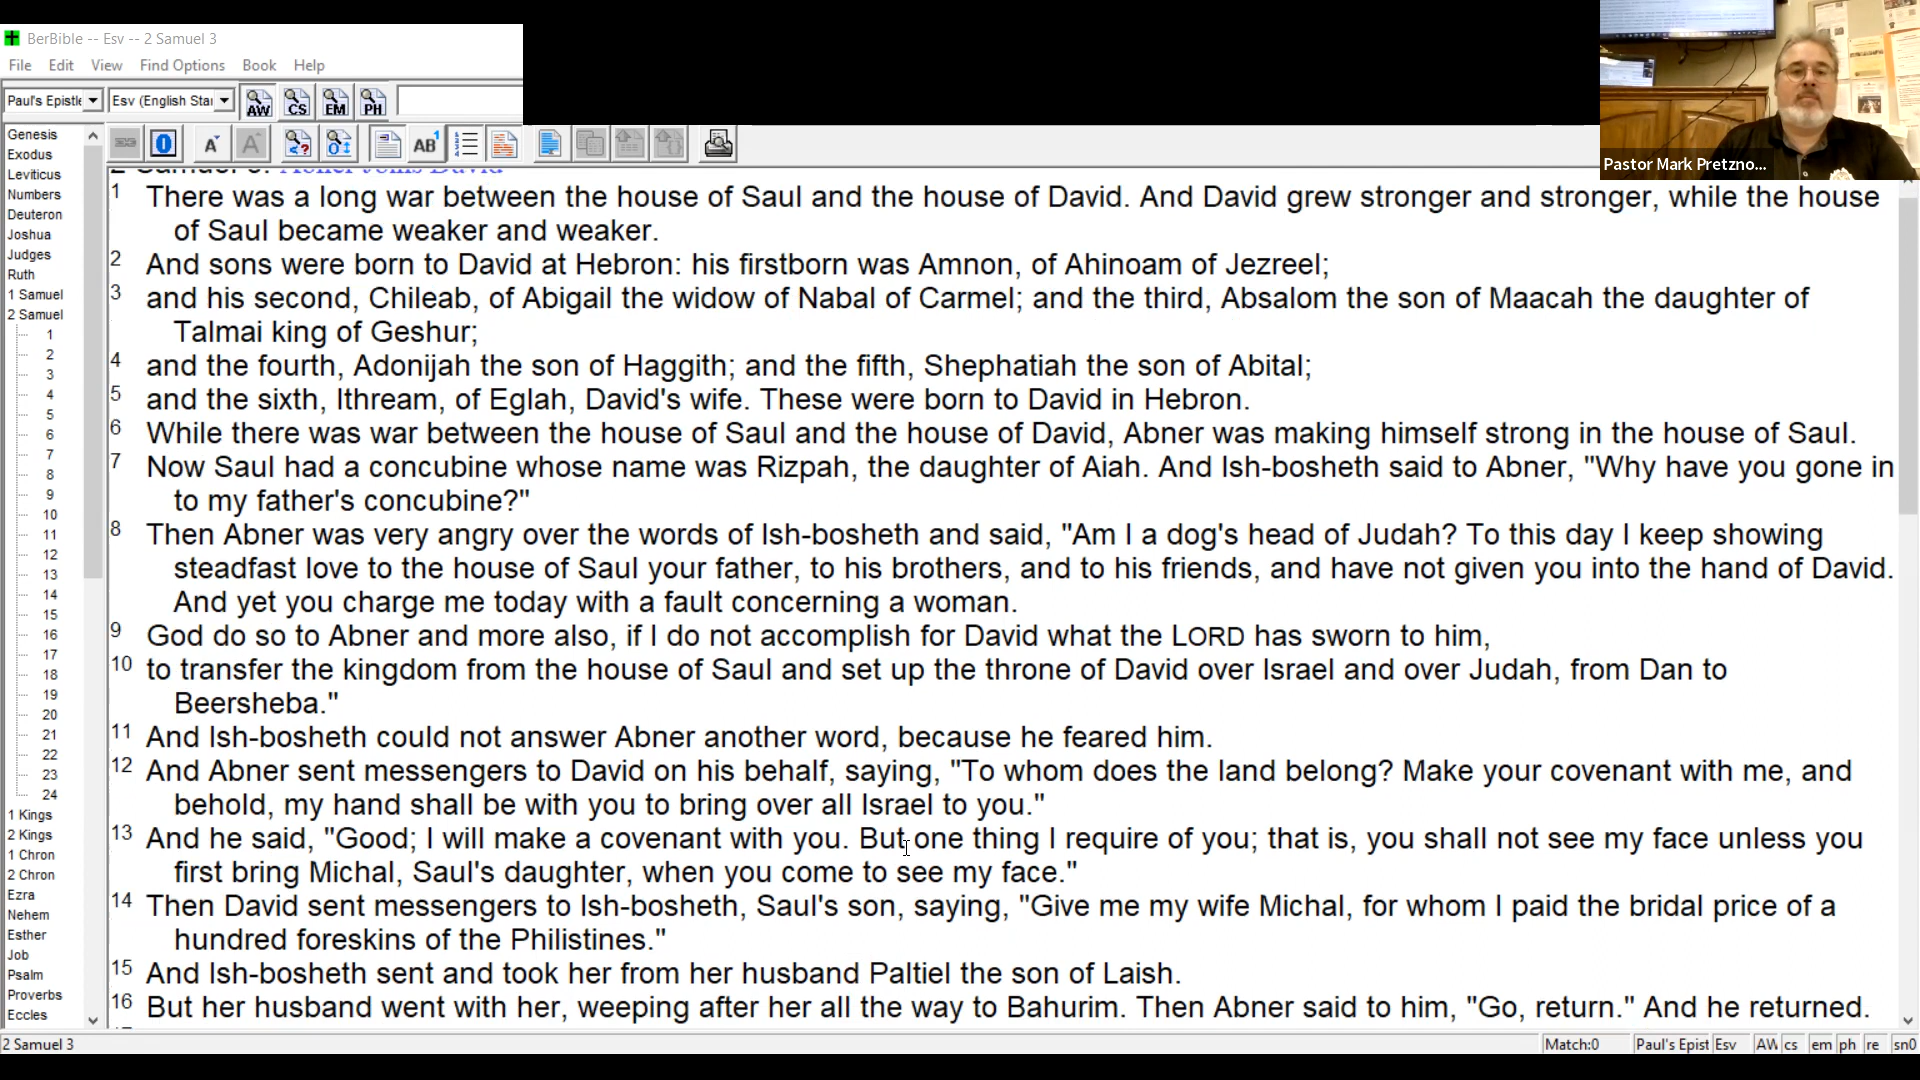 BerBible -- Esv -- 2 Samuel 3
File Edit View Find Options Book Help
Paul's Epistle Esv (English Star AW CS EM PH
Abner Joins David
1 There was a long war between the house of Saul and the house of David. And David grew stronger and stronger, while the house
of Saul became weaker and weaker.
2 And sons were born to David at Hebron: his firstborn was Amnon, of Ahinoam of Jezreel;
3 and his second, Chileab, of Abigail the widow of Nabal of Carmel; and the third, Absalom the son of Maacah the daughter of
Talmai king of Geshur;
4 and the fourth, Adonijah the son of Haggith; and the fifth, Shephatiah the son of Abital;
5 and the sixth, Ithream, of Eglah, David's wife. These were born to David in Hebron.
6 While there was war between the house of Saul and the house of David, Abner was making himself strong in the house of Saul.
7 Now Saul had a concubine whose name was Rizpah, the daughter of Aiah. And Ish-bosheth said to Abner, "Why have you gone in
to my father's concubine?"
8 Then Abner was very angry over the words of Ish-bosheth and said, "Am I a dog's head of Judah? To this day I keep showing
steadfast love to the house of Saul your father, to his brothers, and to his friends, and have not given you into the hand of David.
And yet you charge me today with a fault concerning a woman.
9 God do so to Abner and more also, if I do not accomplish for David what the LORD has sworn to him,
10 to transfer the kingdom from the house of Saul and set up the throne of David over Israel and over Judah, from Dan to
Beersheba."
11 And Ish-bosheth could not answer Abner another word, because he feared him.
12 And Abner sent messengers to David on his behalf, saying, "To whom does the land belong? Make your covenant with me, and
behold, my hand shall be with you to bring over all Israel to you."
13 And he said, "Good; I will make a covenant with you. But one thing I require of you; that is, you shall not see my face unless you
first bring Michal, Saul's daughter, when you come to see my face."
14 Then David sent messengers to Ish-bosheth, Saul's son, saying, "Give me my wife Michal, for whom I paid the bridal price of a
hundred foreskins of the Philistines."
15 And Ish-bosheth sent and took her from her husband Paltiel the son of Laish.
16 But her husband went with her, weeping after her all the way to Bahurim. Then Abner said to him, "Go, return." And he returned.
Genesis
Exodus
Leviticus
Numbers
Deuteron
Joshua
Judges
Ruth
1 Samuel
2 Samuel
1
2
3
4
5
6
7
8
9
10
11
12
13
14
15
16
17
18
19
20
21
22
23
24
1 Kings
2 Kings
1 Chron
2 Chron
Ezra
Nehem
Esther
Job
Psalm
Proverbs
Eccles
Pastor Mark Pretzno...
2 Samuel 3 Match:0 Paul's Epist Esv AW cs em ph re sn0